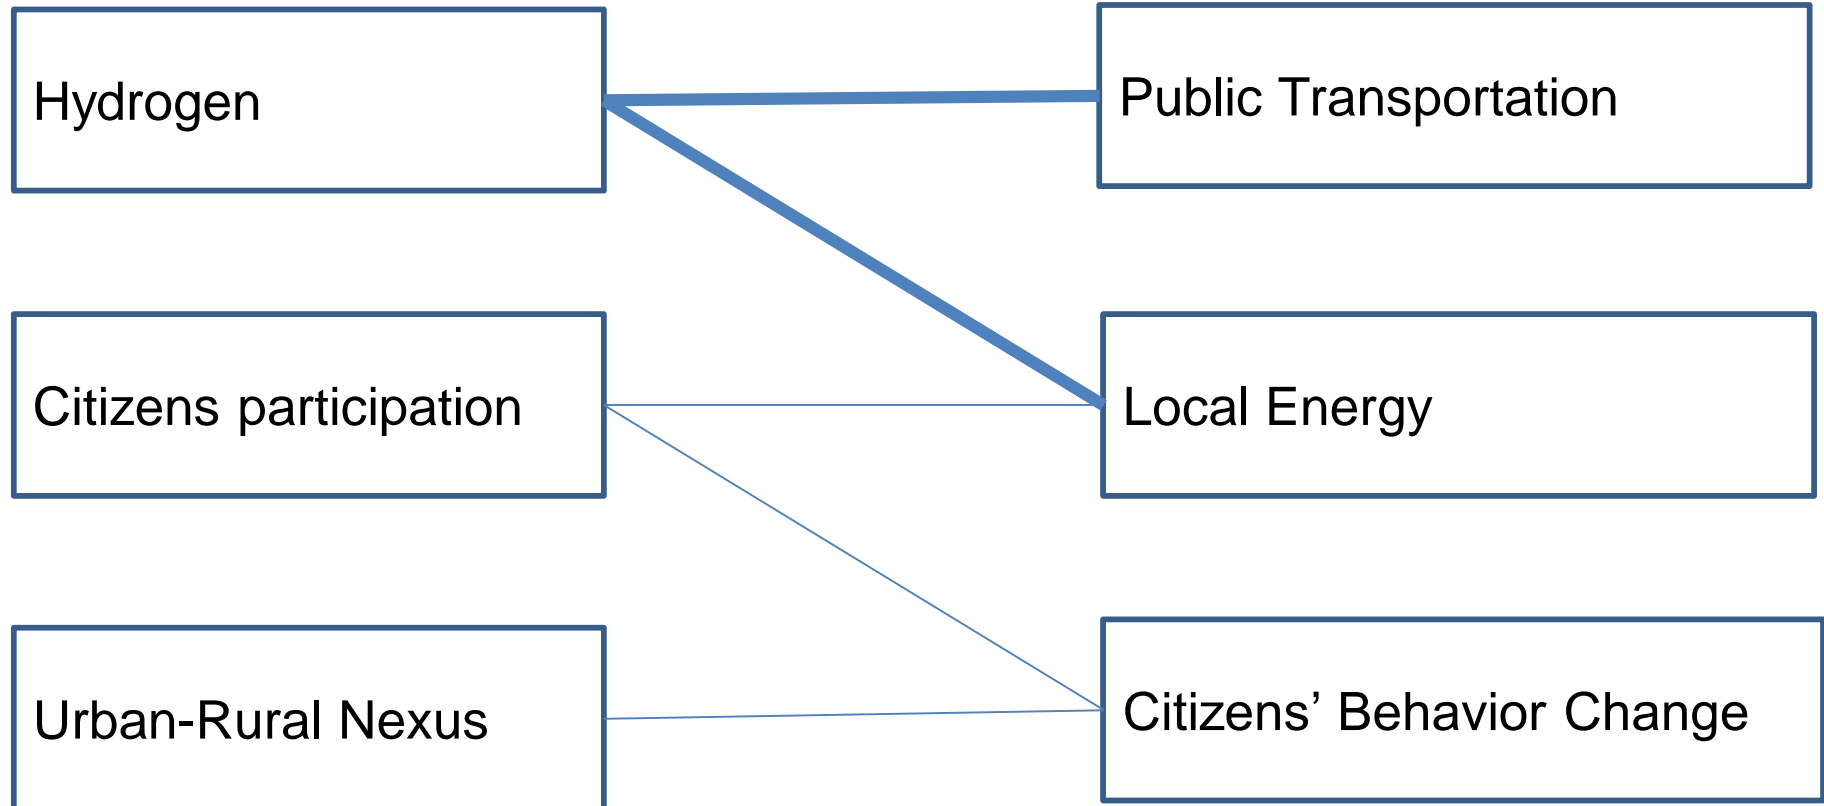 Hydrogen
Public Transportation
Citizens participation
Local Energy
Urban-Rural Nexus
Citizens’ Behavior Change